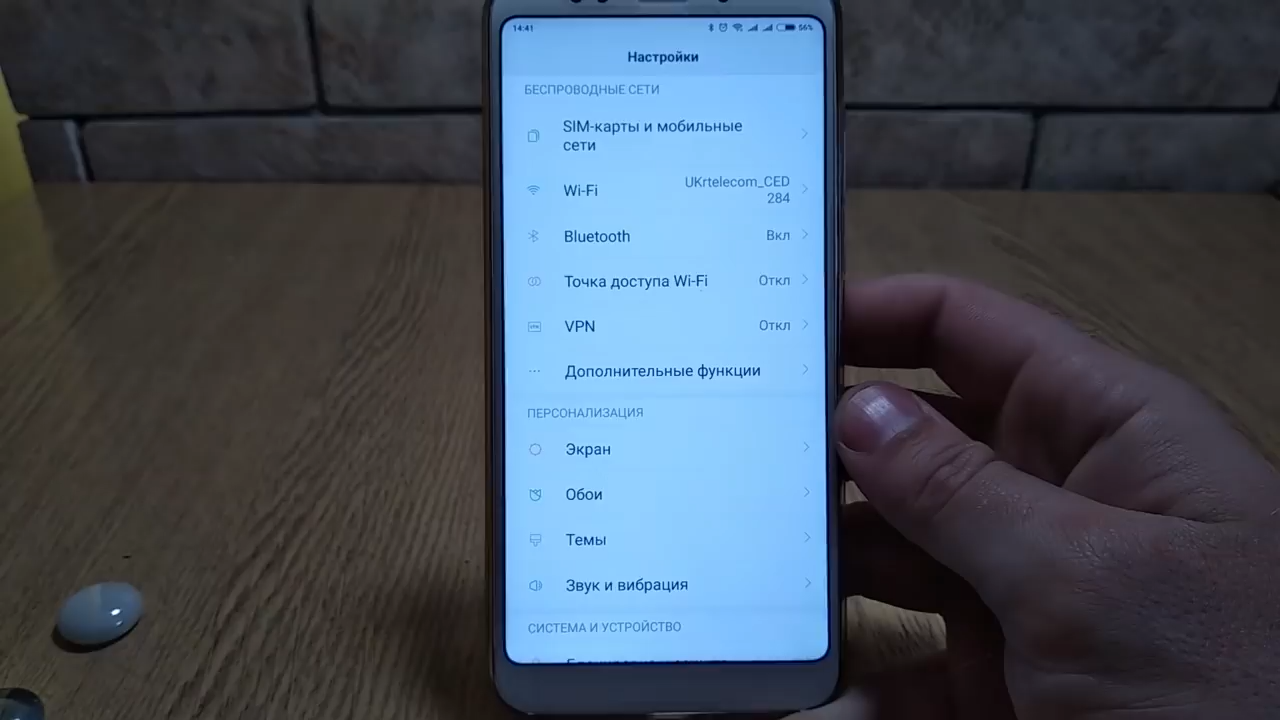 14:41
56%
Настройки
БЕСПРОВОДНЫЕ СЕТИ
SIM-карты и мобильные
сети
Wi-Fi
UKrtelecom_CED
284
Bluetooth
Вкл
Точка доступа Wi-Fi
Откл
VPN
Откл
Дополнительные функции
ПЕРСОНАЛИЗАЦИЯ
Экран
Обои
Темы
Звук и вибрация
СИСТЕМА И УСТРОЙСТВО